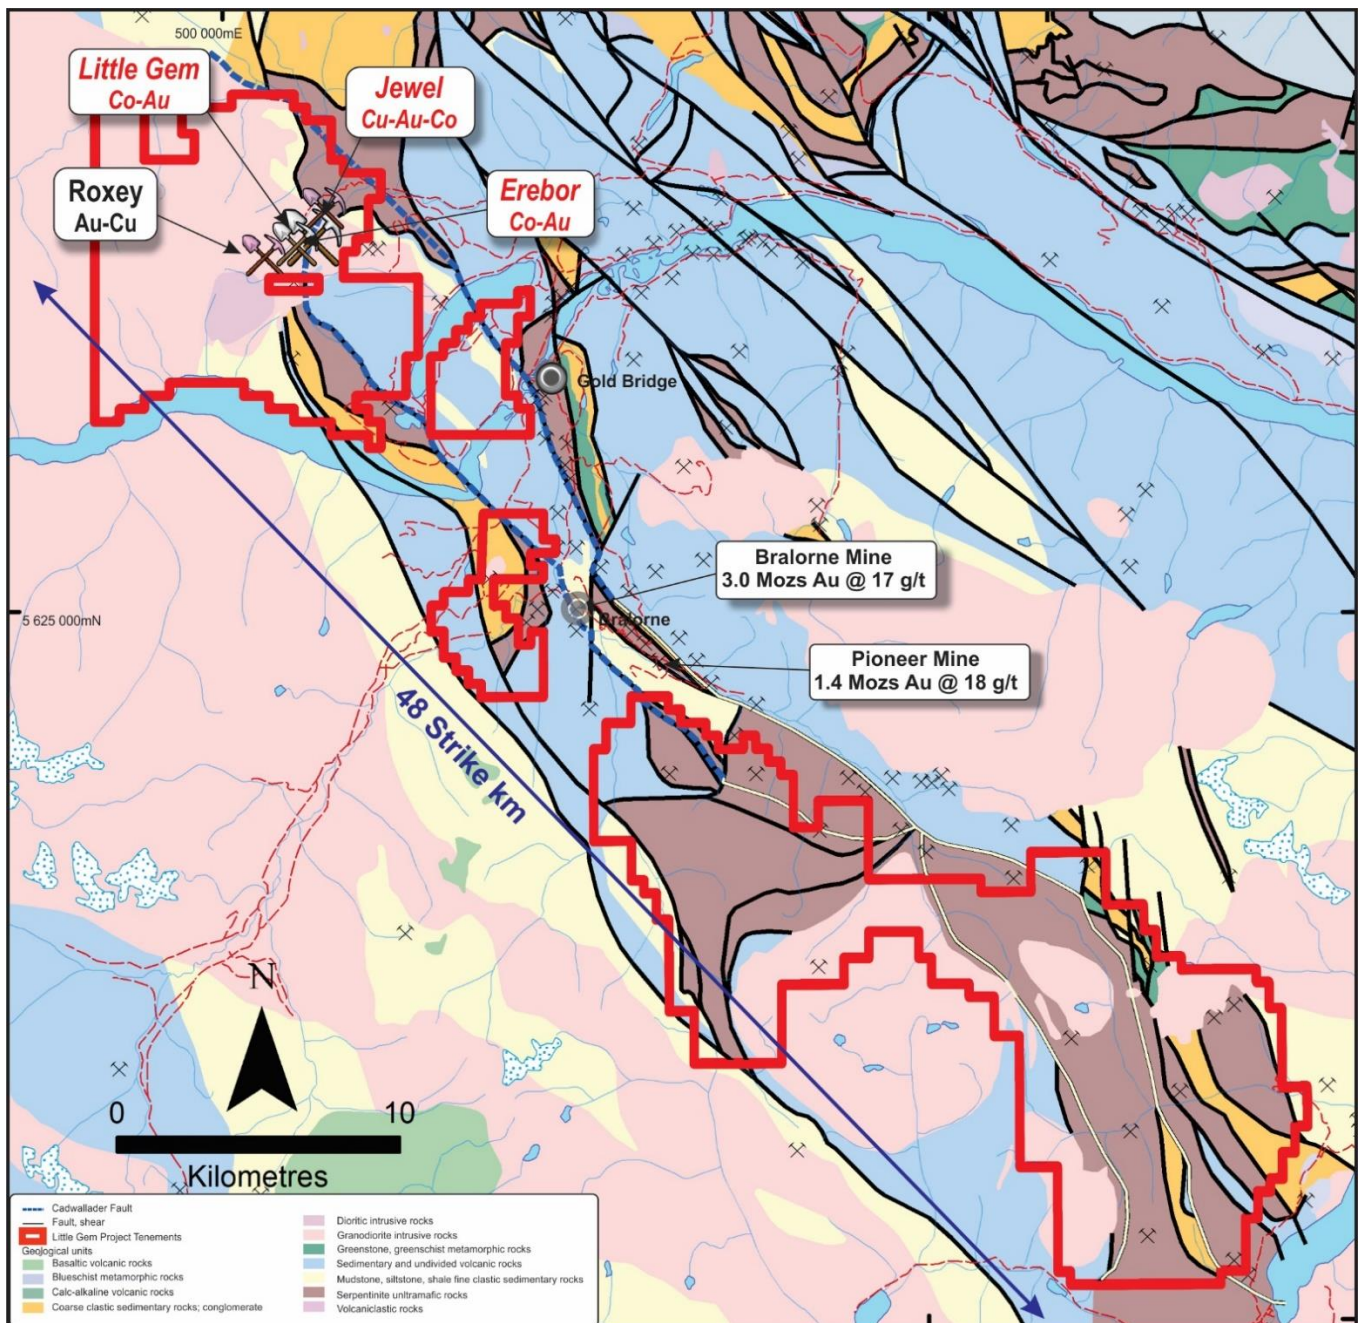 500 000mE
Little Gem
Co-Au
Jewel
Cu-Au-Co
Roxey
Au-Cu
Erebor
Co-Au
Gold Bridge
Bralorne Mine
3.0 Mozs Au @ 17 g/t
5 625 000mN
Bralorne
Pioneer Mine
1.4 Mozs Au @ 18 g/t
48 Strike km
N
0
10
Kilometres
Cadwallader Fault
Fault, shear
Little Gem Project Tenements
Geological units
Basaltic volcanic rocks
Blueschist metamorphic rocks
Calc-alkaline volcanic rocks
Coarse clastic sedimentary rocks; conglomerate
Dioritic intrusive rocks
Granodiorite intrusive rocks
Greenstone, greenschist metamorphic rocks
Sedimentary and undivided volcanic rocks
Mudstone, siltstone, shale fine clastic sedimentary rocks
Serpentinite unltramafic rocks
Volcaniclastic rocks